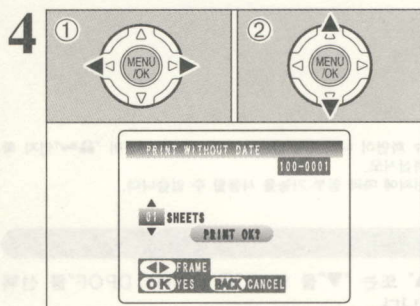 4
① ②
MENU
/OK
MENU
/OK
PRINT WITHOUT DATE
100-0001
01 SHEETS
PRINT OK?
FRAME
OK YES BACK CANCEL